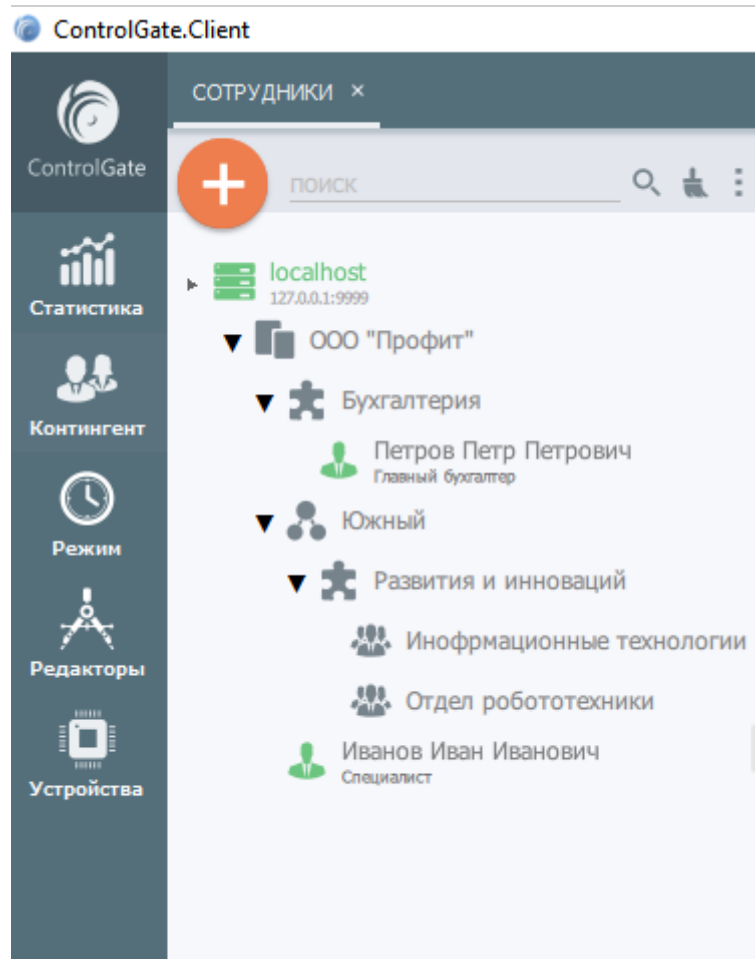 ControlGate.Client
ControlGate
СОТРУДНИКИ ×
поиск
localhost
127.0.0.1:9999
ООО "Профит"
Бухгалтерия
Петров Петр Петрович
Главный бухгалтер
Южный
Развития и инноваций
Инофрмационные технологии
Отдел робототехники
Иванов Иван Иванович
Специалист
Статистика
Контингент
Режим
Редакторы
Устройства